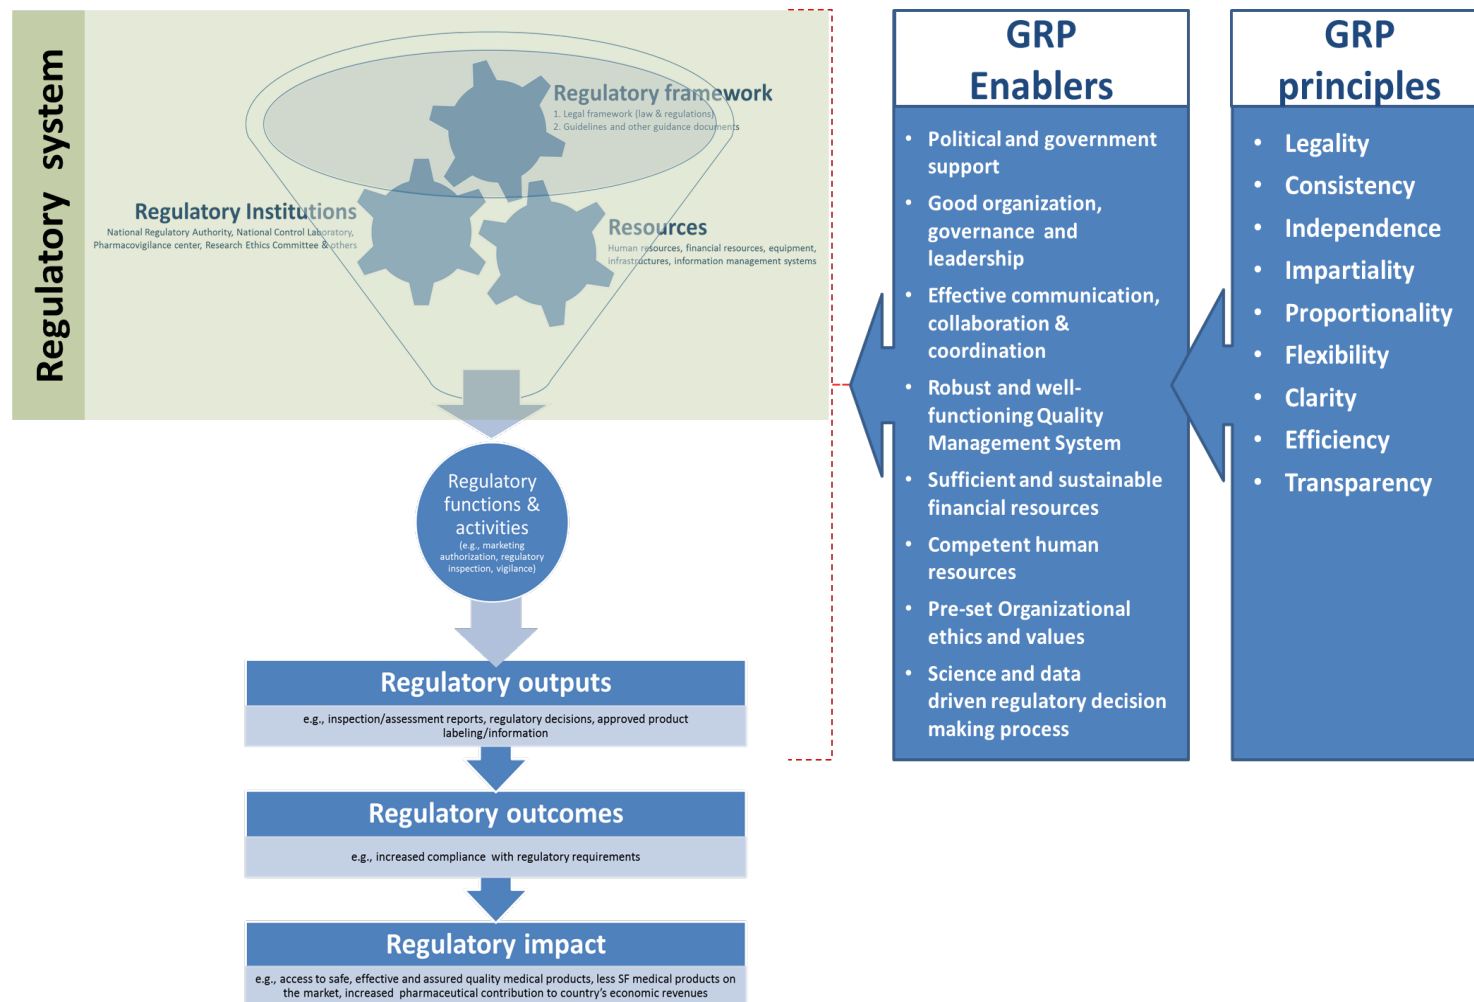 Regulatory system
Regulatory framework
1. Legal framework (law & regulations)
2. Guidelines and other guidance documents
Regulatory Institutions
National Regulatory Authority, National Control Laboratory,
Pharmacovigilance center, Research Ethics Committee & others
Resources
Human resources, financial resources, equipment,
infrastructures, information management systems
Regulatory
functions &
activities
(e.g., marketing
authorization, regulatory
inspection, vigilance)
Regulatory outputs
e.g., inspection/assessment reports, regulatory decisions, approved product
labeling/information
Regulatory outcomes
e.g., increased compliance with regulatory requirements
Regulatory impact
e.g., access to safe, effective and assured quality medical products, less SF medical products on
the market, increased pharmaceutical contribution to country's economic revenues
GRP
Enablers
• Political and government
support
• Good organization,
governance and
leadership
• Effective communication,
collaboration &
coordination
• Robust and well-
functioning Quality
Management System
• Sufficient and sustainable
financial resources
• Competent human
resources
• Pre-set Organizational
ethics and values
• Science and data
driven regulatory decision
making process
GRP
principles
• Legality
• Consistency
• Independence
• Impartiality
• Proportionality
• Flexibility
• Clarity
• Efficiency
• Transparency